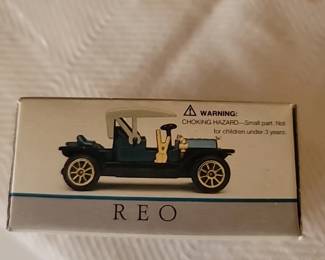 ⚠ WARNING:
CHOKING HAZARD—Small part. Not
for children under 3 years.
REO